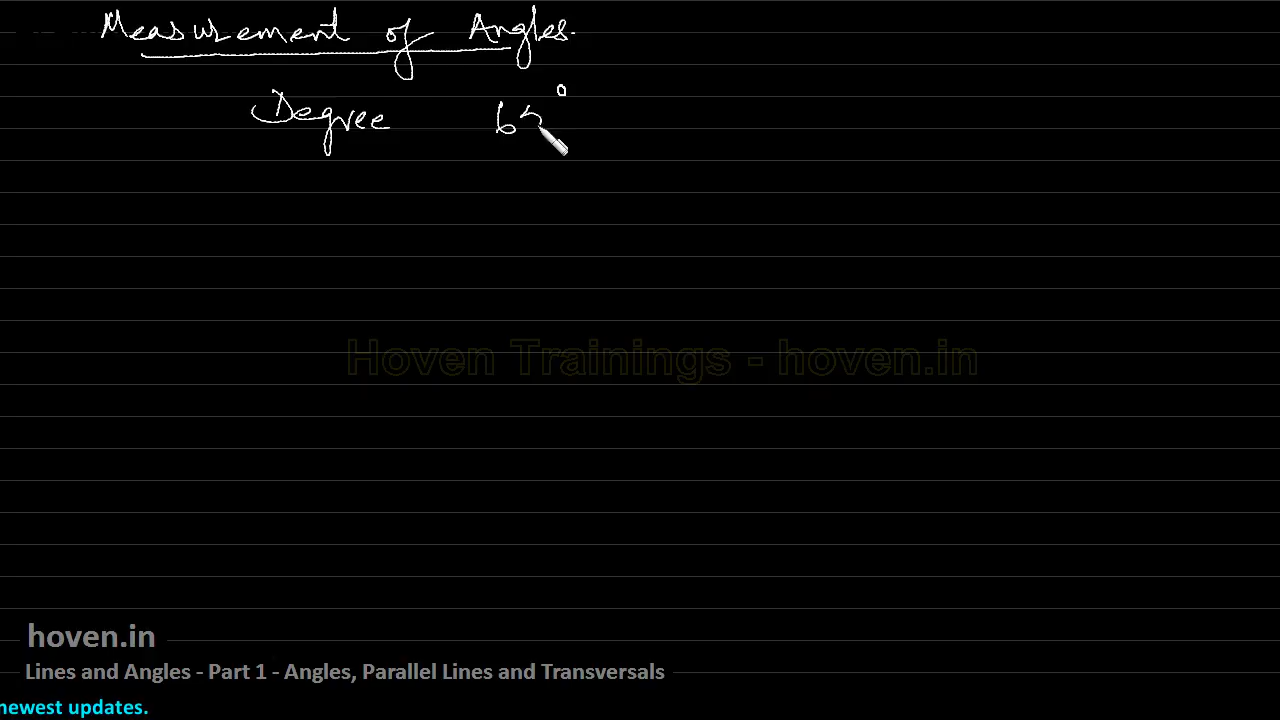 Measurement of Angles.
Degree 65°
Hoven Trainings - hoven.in
hoven.in
Lines and Angles - Part 1 - Angles, Parallel Lines and Transversals
newest updates.